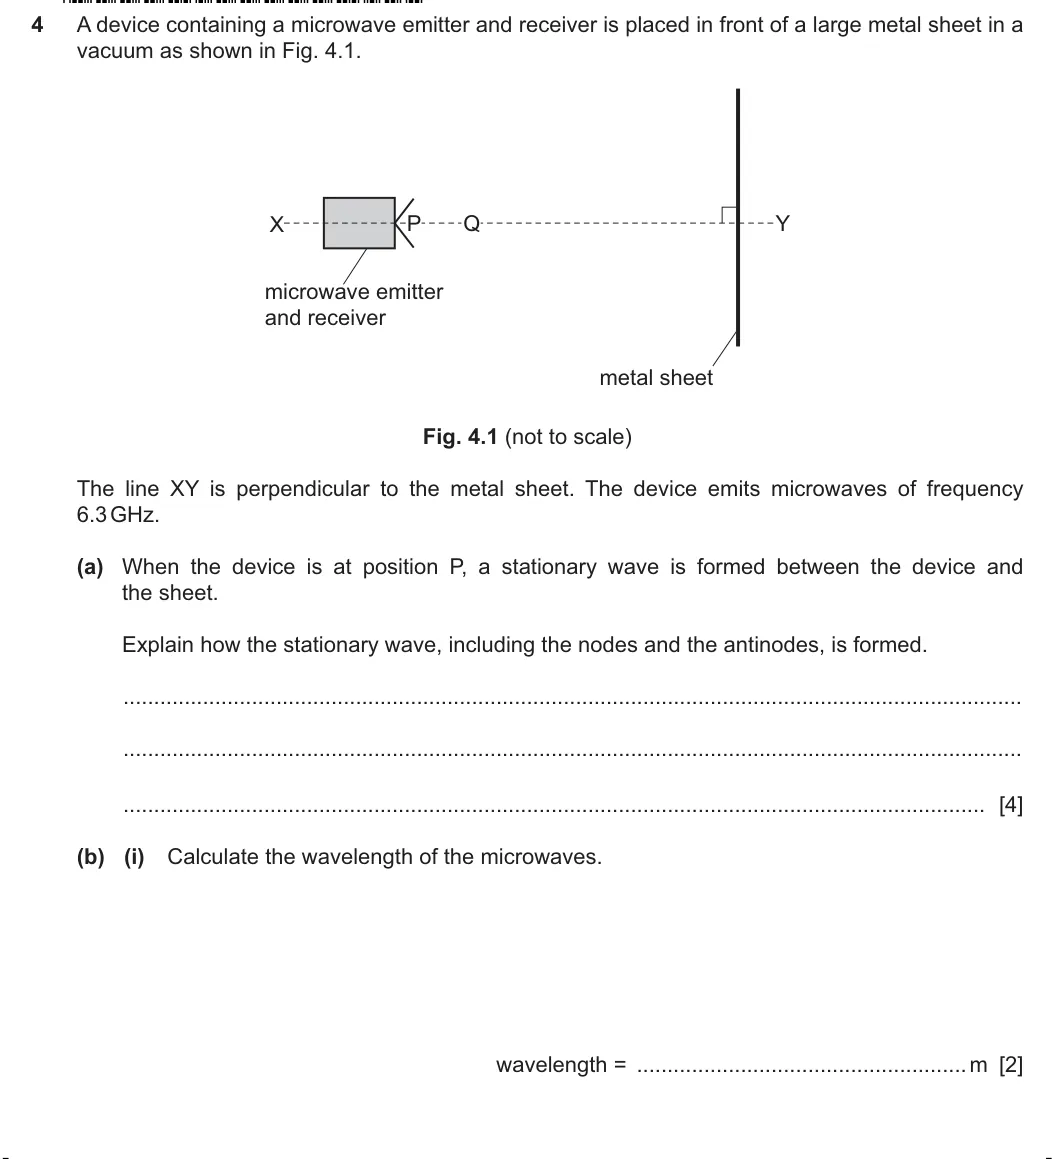 4 A device containing a microwave emitter and receiver is placed in front of a large metal sheet in a
vacuum as shown in Fig. 4.1.
X P Q Y
microwave emitter
and receiver
metal sheet
Fig. 4.1 (not to scale)
The line XY is perpendicular to the metal sheet. The device emits microwaves of frequency
6.3 GHz.
(a) When the device is at position P, a stationary wave is formed between the device and
the sheet.
Explain how the stationary wave, including the nodes and the antinodes, is formed.
..........................................................................................................................................
..........................................................................................................................................
.................................................................................................................................... [4]
(b) (i) Calculate the wavelength of the microwaves.
wavelength = ...................................................... m [2]